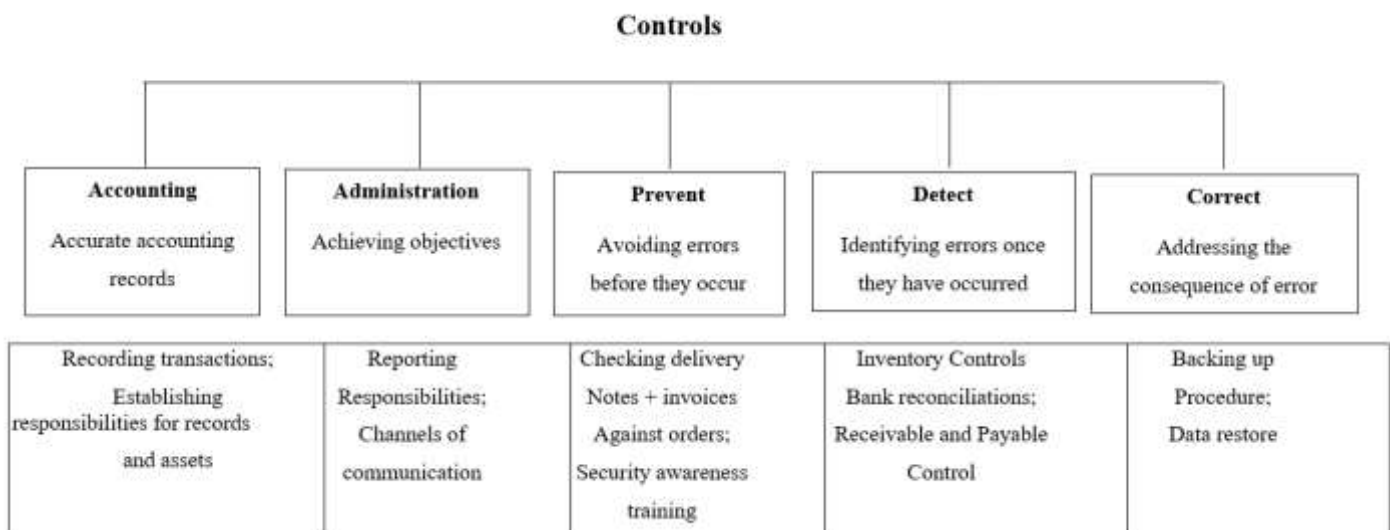 Controls
Accounting
Accurate accounting
records
Administration
Achieving objectives
Prevent
Avoiding errors
before they occur
Detect
Identifying errors once
they have occurred
Correct
Addressing the
consequence of error
Recording transactions;
Establishing
responsibilities for records
and assets
Reporting
Responsibilities;
Channels of
communication
Checking delivery
Notes + invoices
Against orders;
Security awareness
training
Inventory Controls
Bank reconciliations;
Receivable and Payable
Control
Backing up
Procedure;
Data restore